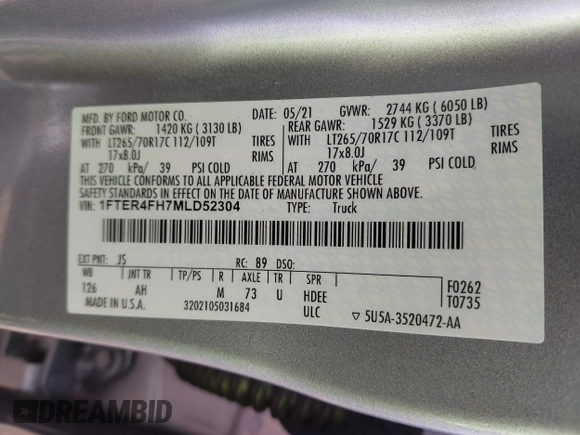 MFD. BY FORD MOTOR CO. DATE: 05/21 GVWR: 2744 KG ( 6050 LB)
FRONT GAWR: 1420 KG ( 3130 LB) REAR GAWR: 1529 KG ( 3370 LB)
WITH LT265/70R17C 112/109T TIRES WITH LT265/70R17C 112/109T TIRES
17x8.0J RIMS 17x8.0J RIMS
AT 270 kPa/ 39 PSI COLD AT 270 kPa/ 39 PSI COLD
THIS VEHICLE CONFORMS TO ALL APPLICABLE FEDERAL MOTOR VEHICLE
SAFETY STANDARDS IN EFFECT ON THE DATE OF MANUFACTURE SHOWN ABOVE.
VIN: 1FTER4FH7MLD52304 TYPE: Truck
EXT PNT: JS RC: 89 DSO:
WB INT TR TP/PS R AXLE TR SPR F0262
126 AH M 73 U HDEE T0735
MADE IN U.S.A. 3202105031684 ULC ▽ 5U5A-3520472-AA
DREAMBID